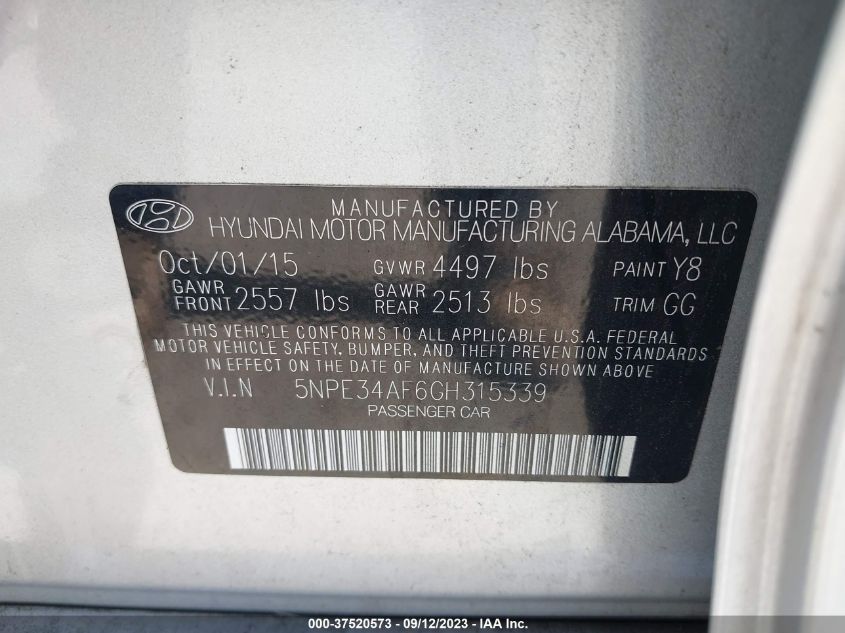 MANUFACTURED BY
HYUNDAI MOTOR MANUFACTURING ALABAMA, LLC
Oct/01/15 GVWR 4497 lbs PAINT Y8
GAWR FRONT 2557 lbs GAWR REAR 2513 lbs TRIM GG
THIS VEHICLE CONFORMS TO ALL APPLICABLE U.S.A. FEDERAL
MOTOR VEHICLE SAFETY, BUMPER, AND THEFT PREVENTION STANDARDS
IN EFFECT ON THE DATE OF MANUFACTURE SHOWN ABOVE.
V.I.N 5NPE34AF6GH315339
PASSENGER CAR
000-37520573 - 09/12/2023 - IAA Inc.